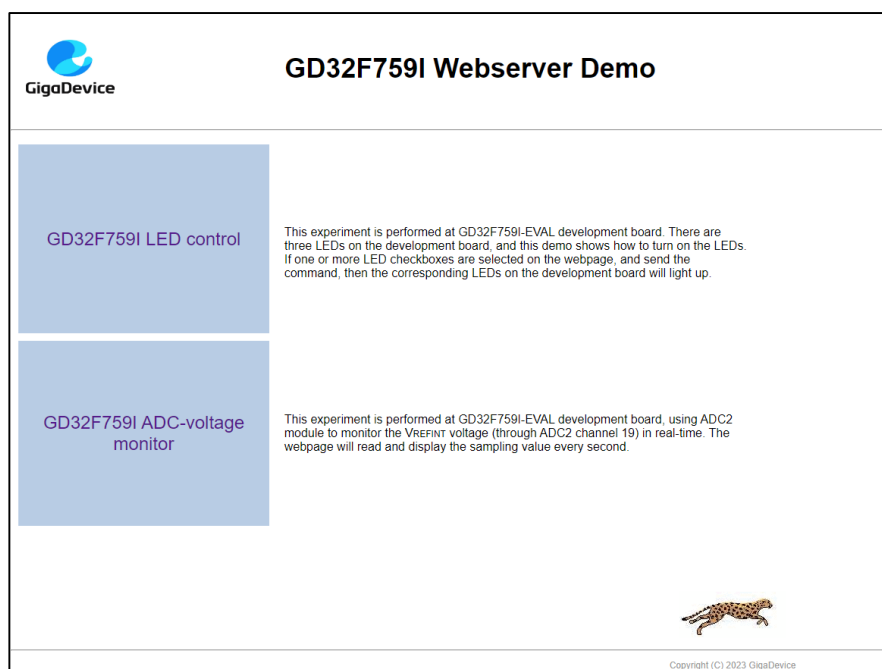 GigaDevice
GD32F759I Webserver Demo
GD32F759I LED control
This experiment is performed at GD32F759I-EVAL development board. There are
three LEDs on the development board, and this demo shows how to turn on the LEDs.
If one or more LED checkboxes are selected on the webpage, and send the
command, then the corresponding LEDs on the development board will light up.
GD32F759I ADC-voltage
monitor
This experiment is performed at GD32F759I-EVAL development board, using ADC2
module to monitor the VREFINT voltage (through ADC2 channel 19) in real-time. The
webpage will read and display the sampling value every second.
Copyright (C) 2023 GigaDevice